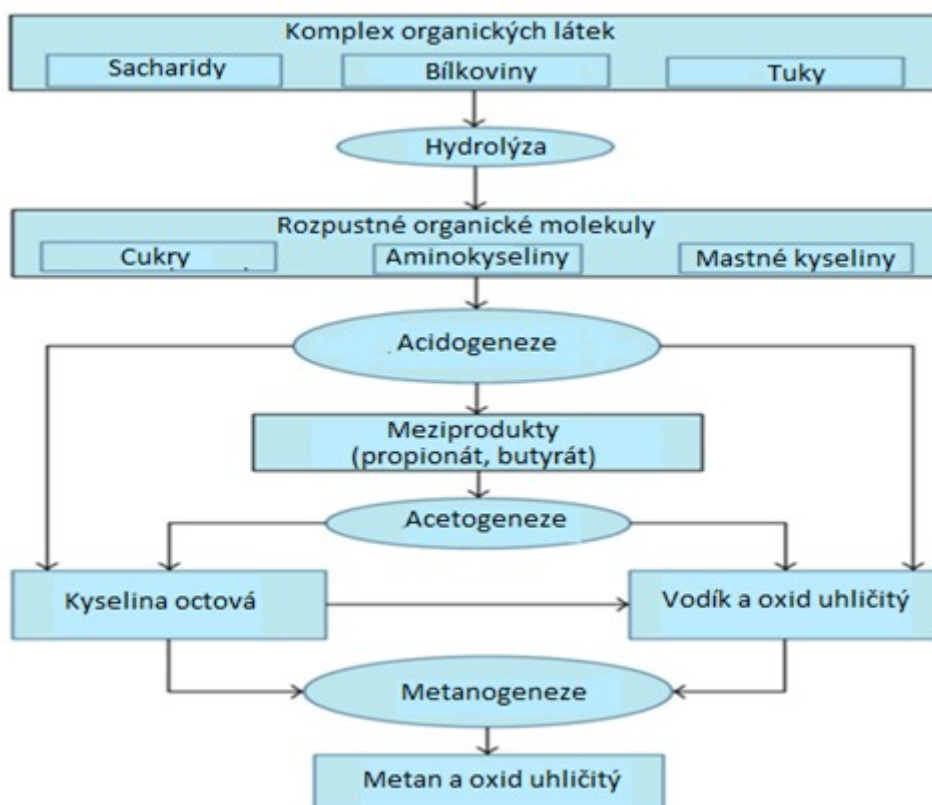 Komplex organických látek
Sacharidy
Bílkoviny
Tuky
Hydrolýza
Rozpustné organické molekuly
Cukry
Aminokyseliny
Mastné kyseliny
Acidogeneze
Meziprodukty
(propionát, butyrát)
Acetogeneze
Kyselina octová
Vodík a oxid uhličitý
Metanogeneze
Metan a oxid uhličitý